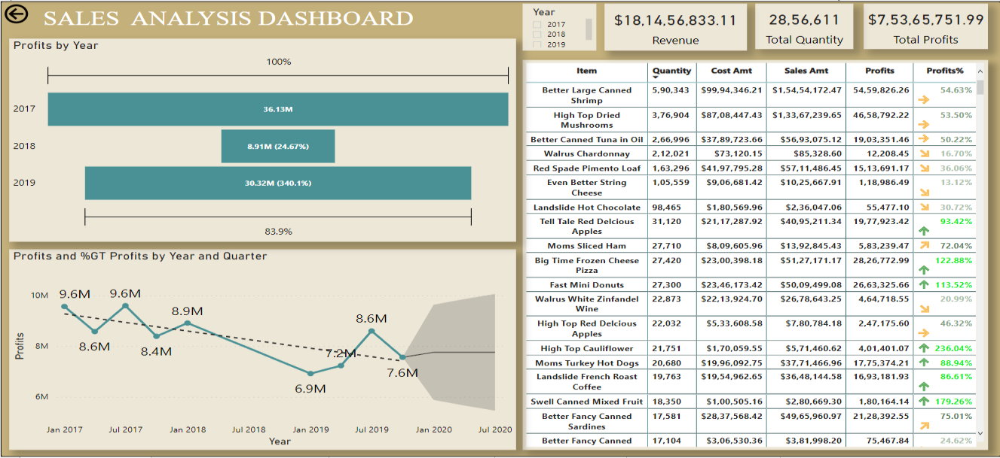 SALES ANALYSIS DASHBOARD
Year
2017
2018
2019
$18,14,56,833.11
Revenue
28,56,611
Total Quantity
$7,53,65,751.99
Total Profits
Profits by Year
100%
2017
36.13M
2018
8.91M (24.67%)
2019
30.32M (340.1%)
83.9%
Profits and %GT Profits by Year and Quarter
Profits
10M
8M
6M
9.6M
8.6M
9.6M
8.4M
8.9M
6.9M
7.2M
8.6M
7.6M
Jan 2017 Jul 2017 Jan 2018 Jul 2018 Jan 2019 Jul 2019 Jan 2020 Jul 2020
Year
Item Quantity Cost Amt Sales Amt Profits Profits%
Better Large Canned
Shrimp
5,90,343 $99,94,346.21 $1,54,54,172.47 54,59,826.26 54.63%
High Top Dried
Mushrooms
3,76,904 $87,08,447.43 $1,33,67,239.65 46,58,792.22 53.50%
Better Canned Tuna in Oil 2,66,996 $37,89,723.66 $56,93,075.12 19,03,351.46 50.22%
Walrus Chardonnay 2,12,021 $73,120.15 $85,328.60 12,208.45 16.70%
Red Spade Pimento Loaf 1,63,296 $41,97,795.28 $57,11,486.45 15,13,691.17 36.06%
Even Better String
Cheese
1,05,559 $9,06,681.42 $10,25,667.91 1,18,986.49 13.12%
Landslide Hot Chocolate 98,465 $1,80,569.96 $2,36,047.06 55,477.10 30.72%
Tell Tale Red Delcious
Apples
31,120 $21,17,287.92 $40,95,211.34 19,77,923.42 93.42%
Moms Sliced Ham 27,710 $8,09,605.96 $13,92,845.43 5,83,239.47 72.04%
Big Time Frozen Cheese
Pizza
27,420 $23,00,398.18 $51,27,171.17 28,26,772.99 122.88%
Fast Mini Donuts 27,300 $23,46,173.42 $50,09,499.08 26,63,325.66 113.52%
Walrus White Zinfandel
Wine
22,873 $22,13,924.70 $26,78,643.25 4,64,718.55 20.99%
High Top Red Delcious
Apples
22,032 $5,33,608.58 $7,80,784.18 2,47,175.60 46.32%
High Top Cauliflower 21,751 $1,70,059.55 $5,71,460.62 4,01,401.07 236.04%
Moms Turkey Hot Dogs 20,680 $19,96,092.75 $37,71,466.96 17,75,374.21 88.94%
Landslide French Roast
Coffee
19,763 $19,54,962.65 $36,48,144.58 16,93,181.93 86.61%
Swell Canned Mixed Fruit 18,350 $1,00,505.16 $2,80,669.30 1,80,164.14 179.26%
Better Fancy Canned
Sardines
17,581 $28,37,568.42 $49,65,960.97 21,28,392.55 75.01%
Better Fancy Canned 17,104 $3,06,530.36 $3,81,998.20 75,467.84 24.62%